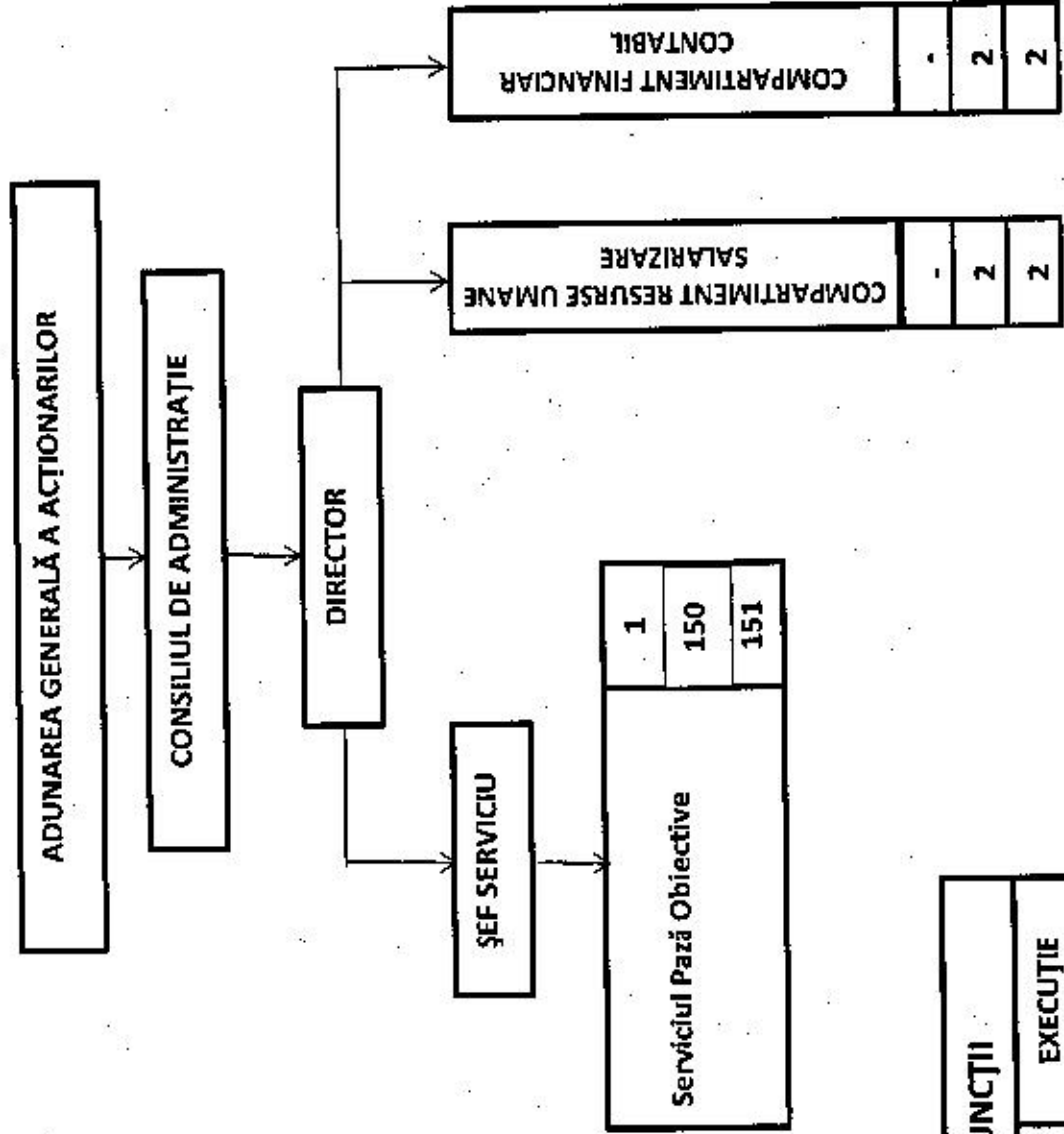 ADUNAREA GENERALĂ A ACȚIONARILOR
CONSILIUL DE ADMINISTRAȚIE
DIRECTOR
ȘEF SERVICIU
Serviciul Pază Obiective
1
150
151
COMPARTIMENT RESURSE UMANE
SALARIZARE
-
2
2
COMPARTIMENT FINANCIAR
CONTABIL
-
2
2
UNCȚII
EXECUȚIE